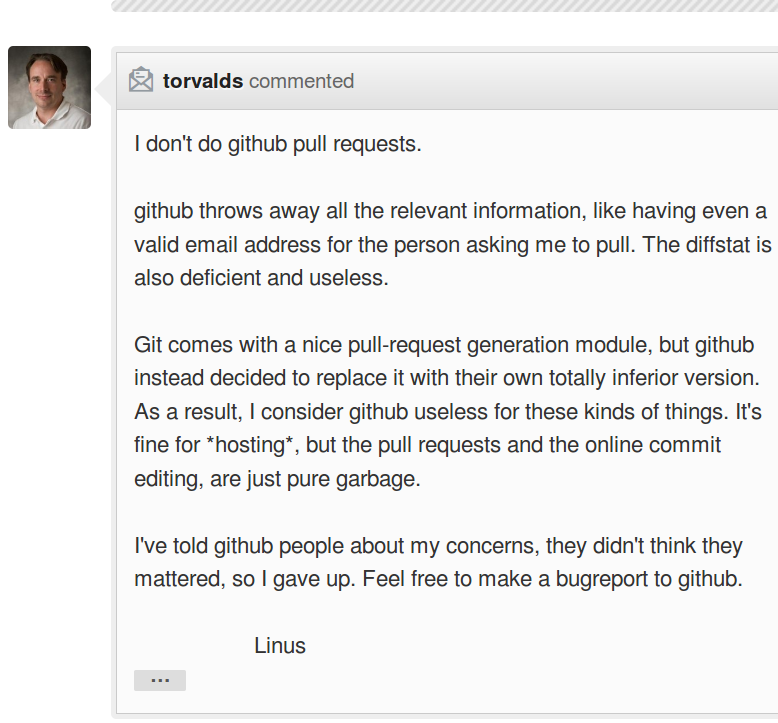 torvalds commented
I don't do github pull requests.
github throws away all the relevant information, like having even a
valid email address for the person asking me to pull. The diffstat is
also deficient and useless.
Git comes with a nice pull-request generation module, but github
instead decided to replace it with their own totally inferior version.
As a result, I consider github useless for these kinds of things. It's
fine for *hosting*, but the pull requests and the online commit
editing, are just pure garbage.
I've told github people about my concerns, they didn't think they
mattered, so I gave up. Feel free to make a bugreport to github.
Linus
...